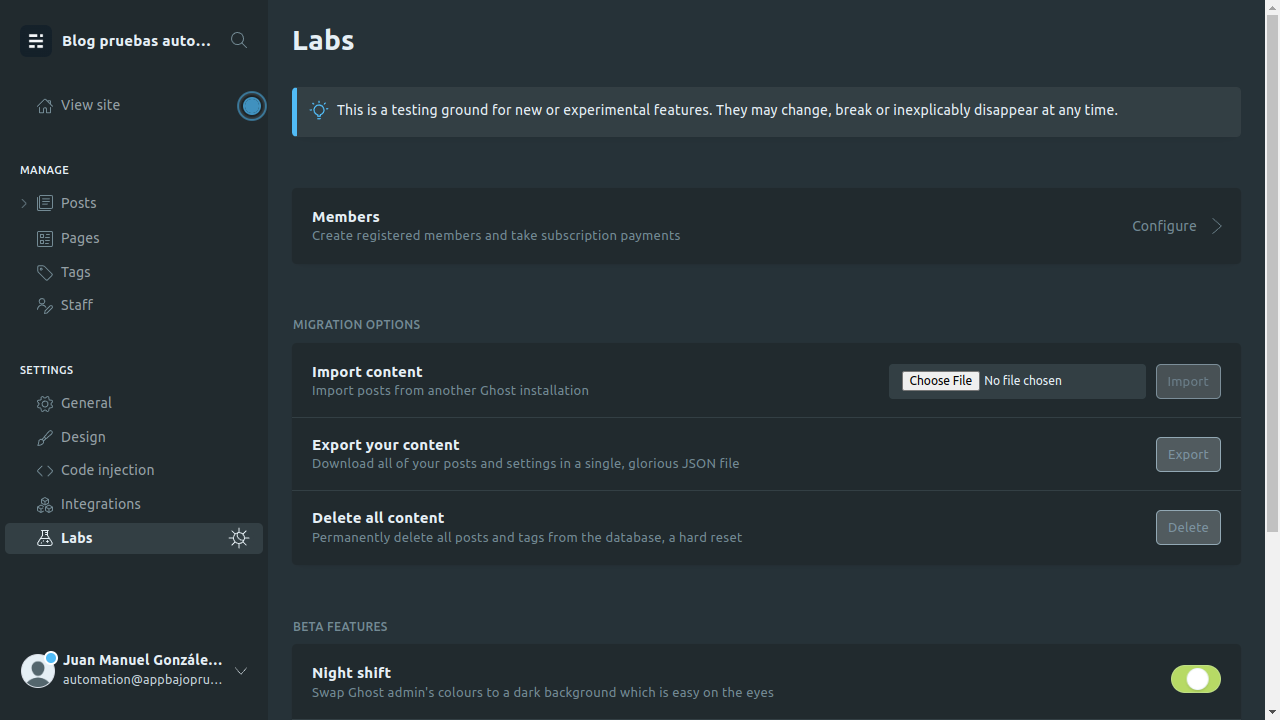 Blog pruebas auto...
View site
MANAGE
Posts
Pages
Tags
Staff
SETTINGS
General
Design
Code injection
Integrations
Labs
Juan Manuel Gonzále...
automation@appbajopru...
Labs
This is a testing ground for new or experimental features. They may change, break or inexplicably disappear at any time.
Members
Create registered members and take subscription payments
Configure
MIGRATION OPTIONS
Import content
Import posts from another Ghost installation
Choose File No file chosen
Import
Export your content
Download all of your posts and settings in a single, glorious JSON file
Export
Delete all content
Permanently delete all posts and tags from the database, a hard reset
Delete
BETA FEATURES
Night shift
Swap Ghost admin's colours to a dark background which is easy on the eyes